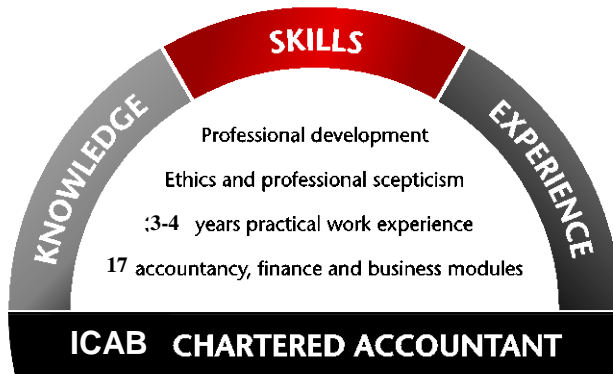 SKILLS
KNOWLEDGE
EXPERIENCE
Professional development
Ethics and professional scepticism
:3-4 years practical work experience
17 accountancy, finance and business modules
ICAB CHARTERED ACCOUNTANT